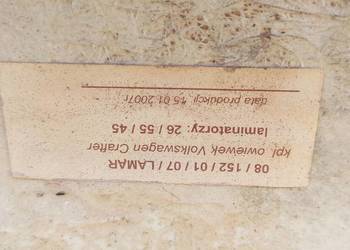 08 / 152 / 01 / 07 / LAMAR
kpl. owiewek Volkswagen Crafter
laminatorzy: 26 / 55 / 45
data produkcji 15.01.2007r